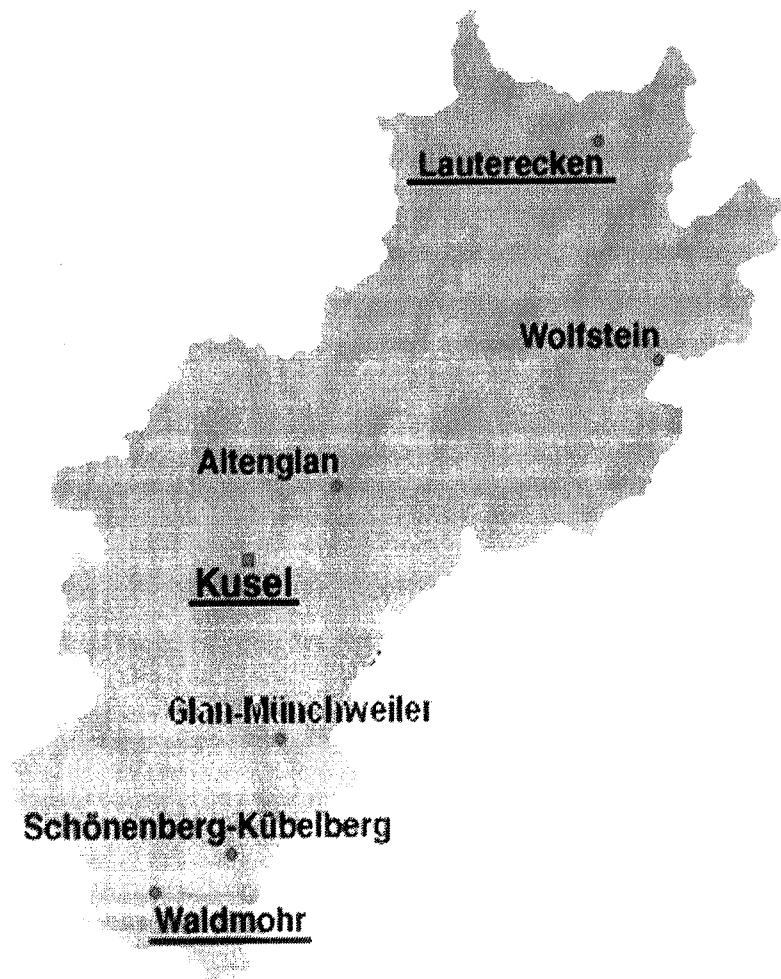 Lauterecken
Wolfstein
Altenglan
Kusel
Glan-Münchweiler
Schönenberg-Kübelberg
Waldmohr